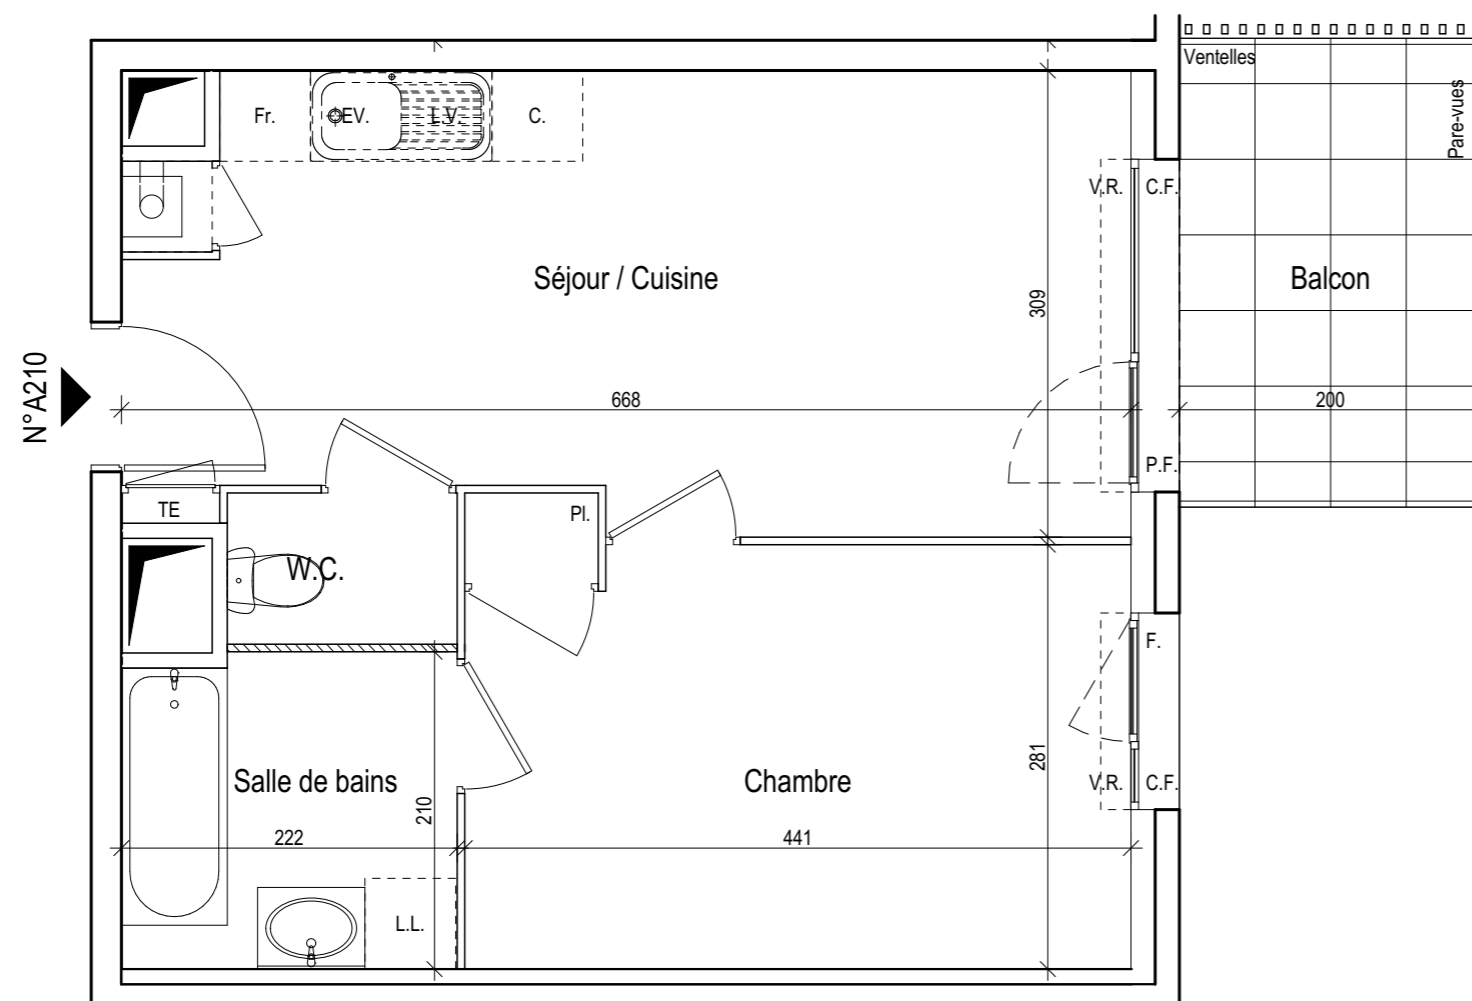 Ventelles
Pare-vues
Fr.
EV.
L.V.
C.
V.R.
C.F.
Séjour / Cuisine
309
Balcon
N°A210
668
200
P.F.
TE
Pl.
W.C.
F.
281
V.R.
C.F.
Salle de bains
Chambre
210
222
441
L.L.